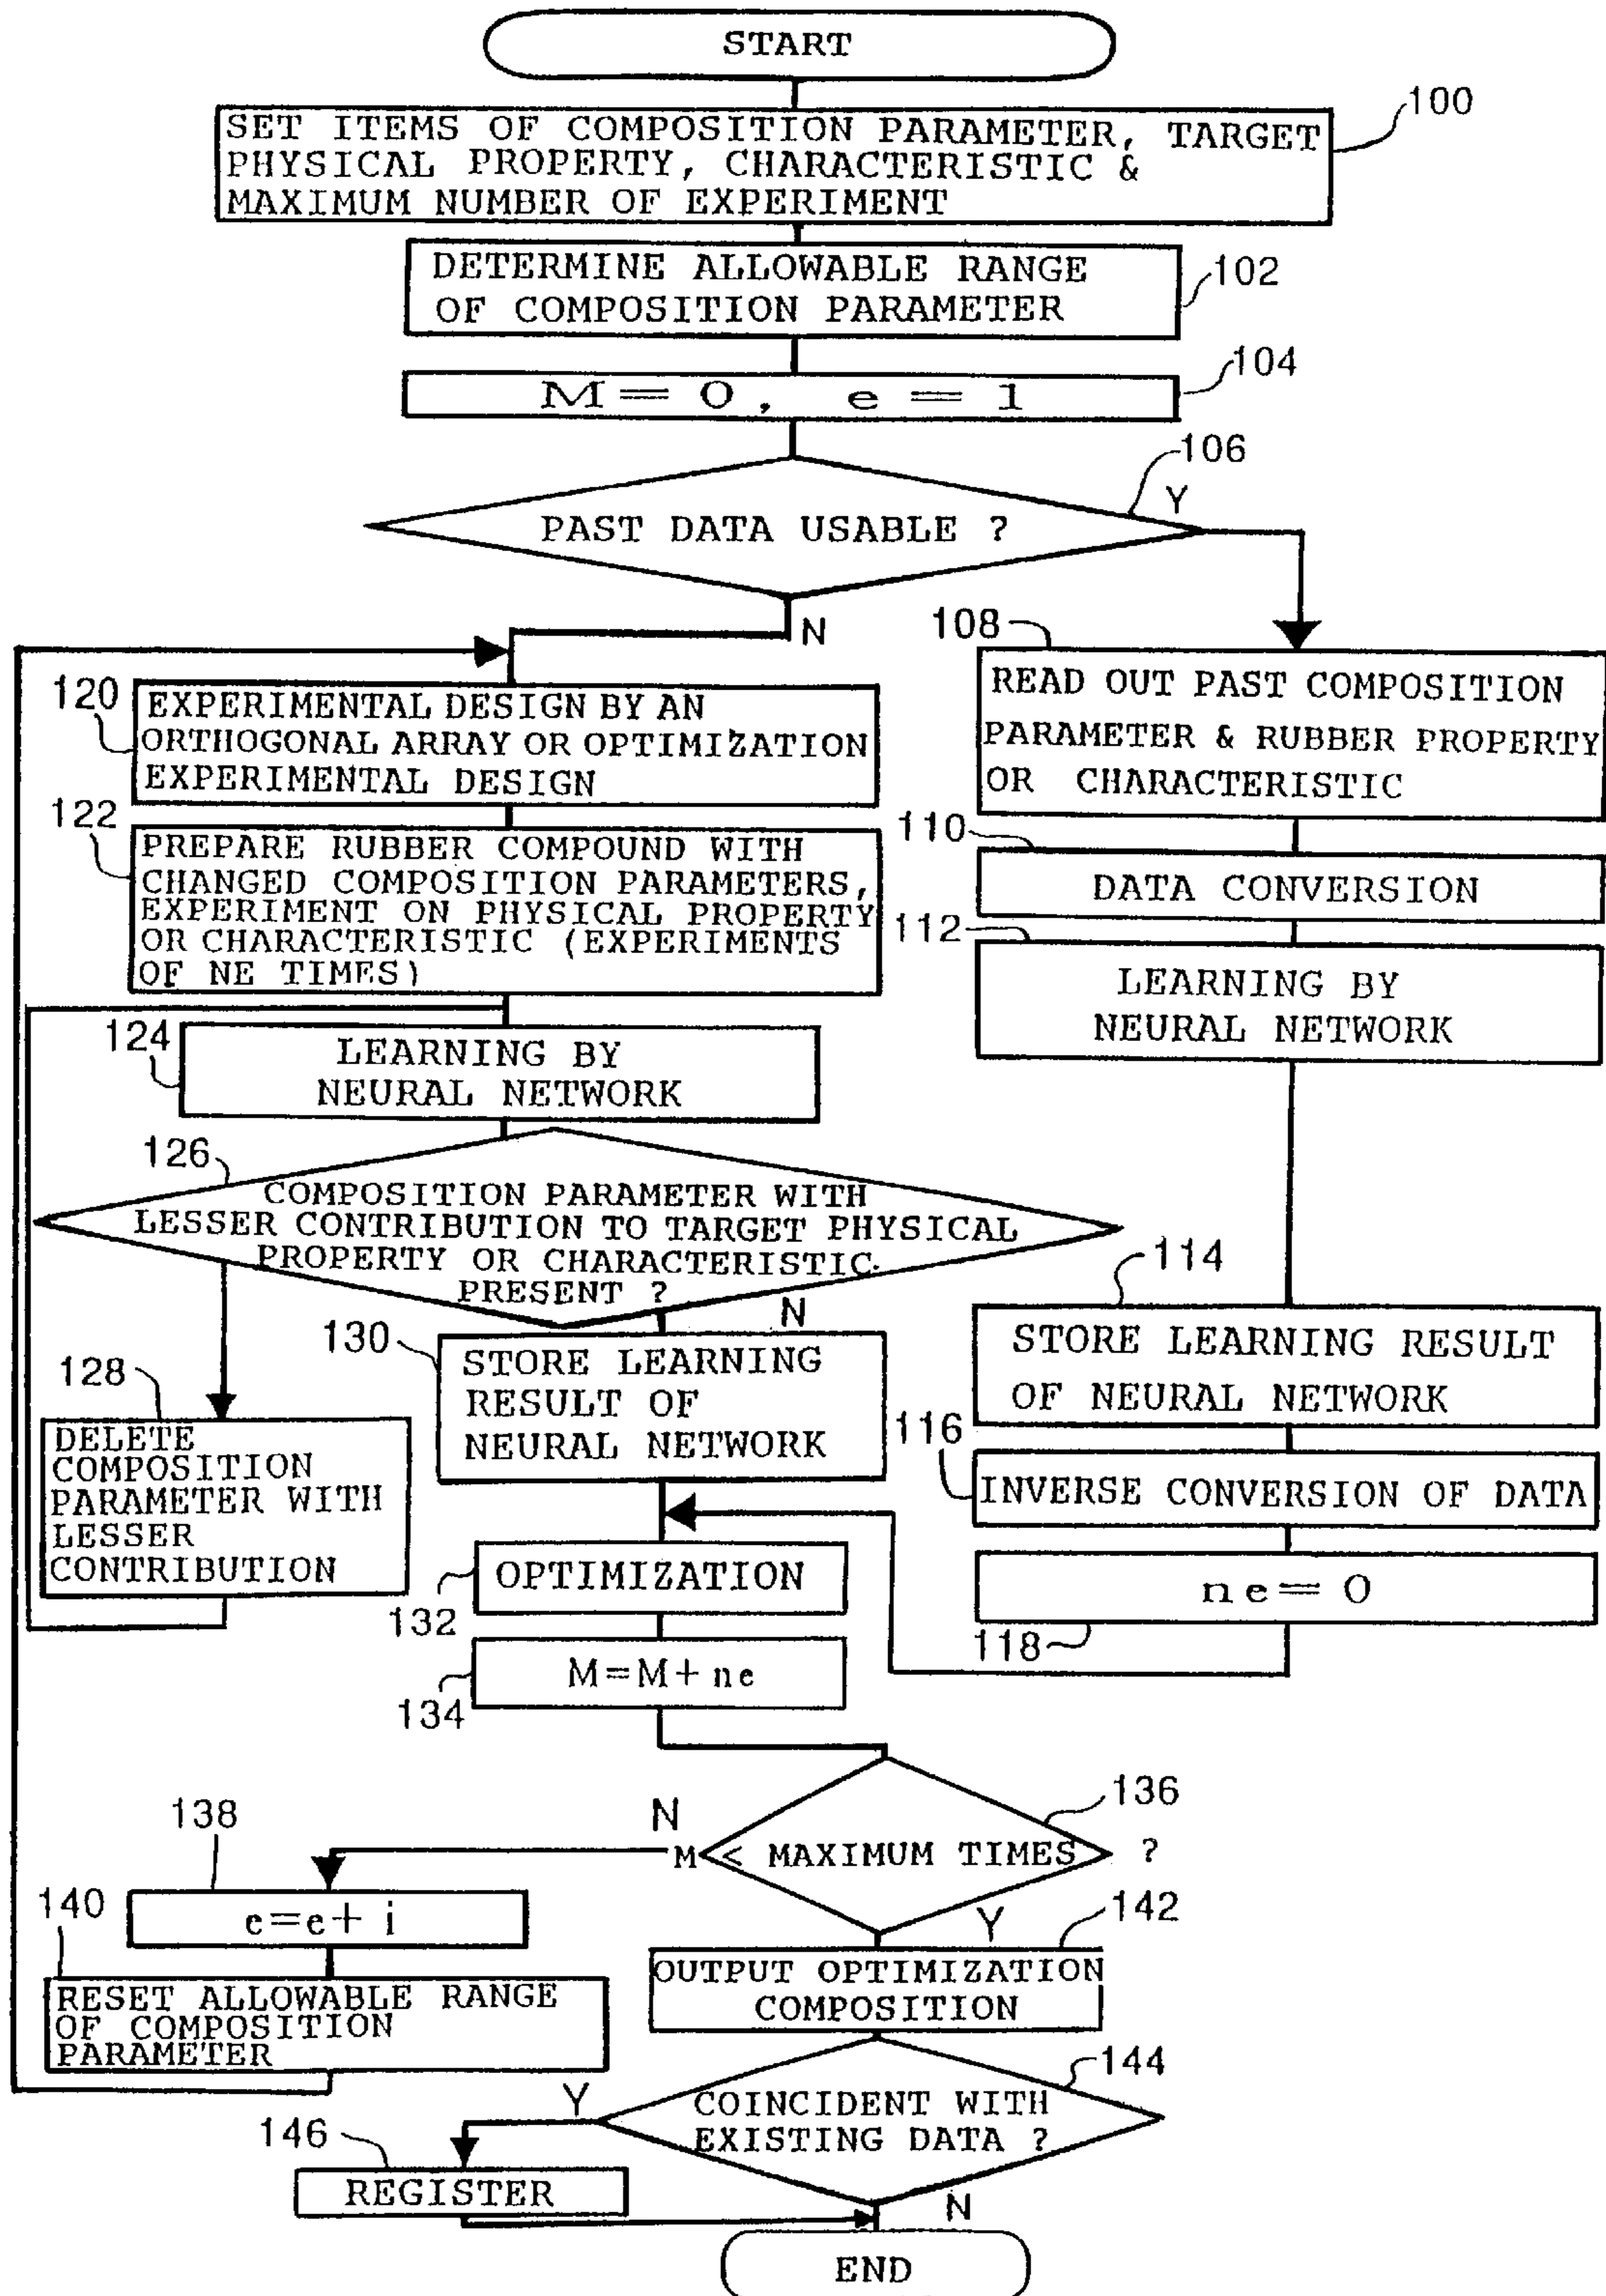 START
100
SET ITEMS OF COMPOSITION PARAMETER, TARGET
PHYSICAL PROPERTY, CHARACTERISTIC &
MAXIMUM NUMBER OF EXPERIMENT
DETERMINE ALLOWABLE RANGE
OF COMPOSITION PARAMETER
102
104
M = 0 , e = 1
106
Y
PAST DATA USABLE ?
N
108
READ OUT PAST COMPOSITION
PARAMETER & RUBBER PROPERTY
OR CHARACTERISTIC
110
DATA CONVERSION
112
LEARNING BY
NEURAL NETWORK
114
STORE LEARNING RESULT
OF NEURAL NETWORK
116
INVERSE CONVERSION OF DATA
ne= 0
118
120
EXPERIMENTAL DESIGN BY AN
ORTHOGONAL ARRAY OR OPTIMIZATION
EXPERIMENTAL DESIGN
122
PREPARE RUBBER COMPOUND WITH
CHANGED COMPOSITION PARAMETERS,
EXPERIMENT ON PHYSICAL PROPERTY
OR CHARACTERISTIC (EXPERIMENTS
OF NE TIMES)
124
LEARNING BY
NEURAL NETWORK
126
COMPOSITION PARAMETER WITH
LESSER CONTRIBUTION TO TARGET PHYSICAL
PROPERTY OR CHARACTERISTIC
PRESENT ?
N
128
DELETE
COMPOSITION
PARAMETER WITH
LESSER
CONTRIBUTION
130
STORE LEARNING
RESULT OF
NEURAL NETWORK
OPTIMIZATION
132
M=M+ ne
134
136
N
M < MAXIMUM TIMES ?
Y
138
e=e+ i
140
RESET ALLOWABLE RANGE
OF COMPOSITION
PARAMETER
142
OUTPUT OPTIMIZATION
COMPOSITION
144
Y
COINCIDENT WITH
EXISTING DATA ?
N
146
REGISTER
END